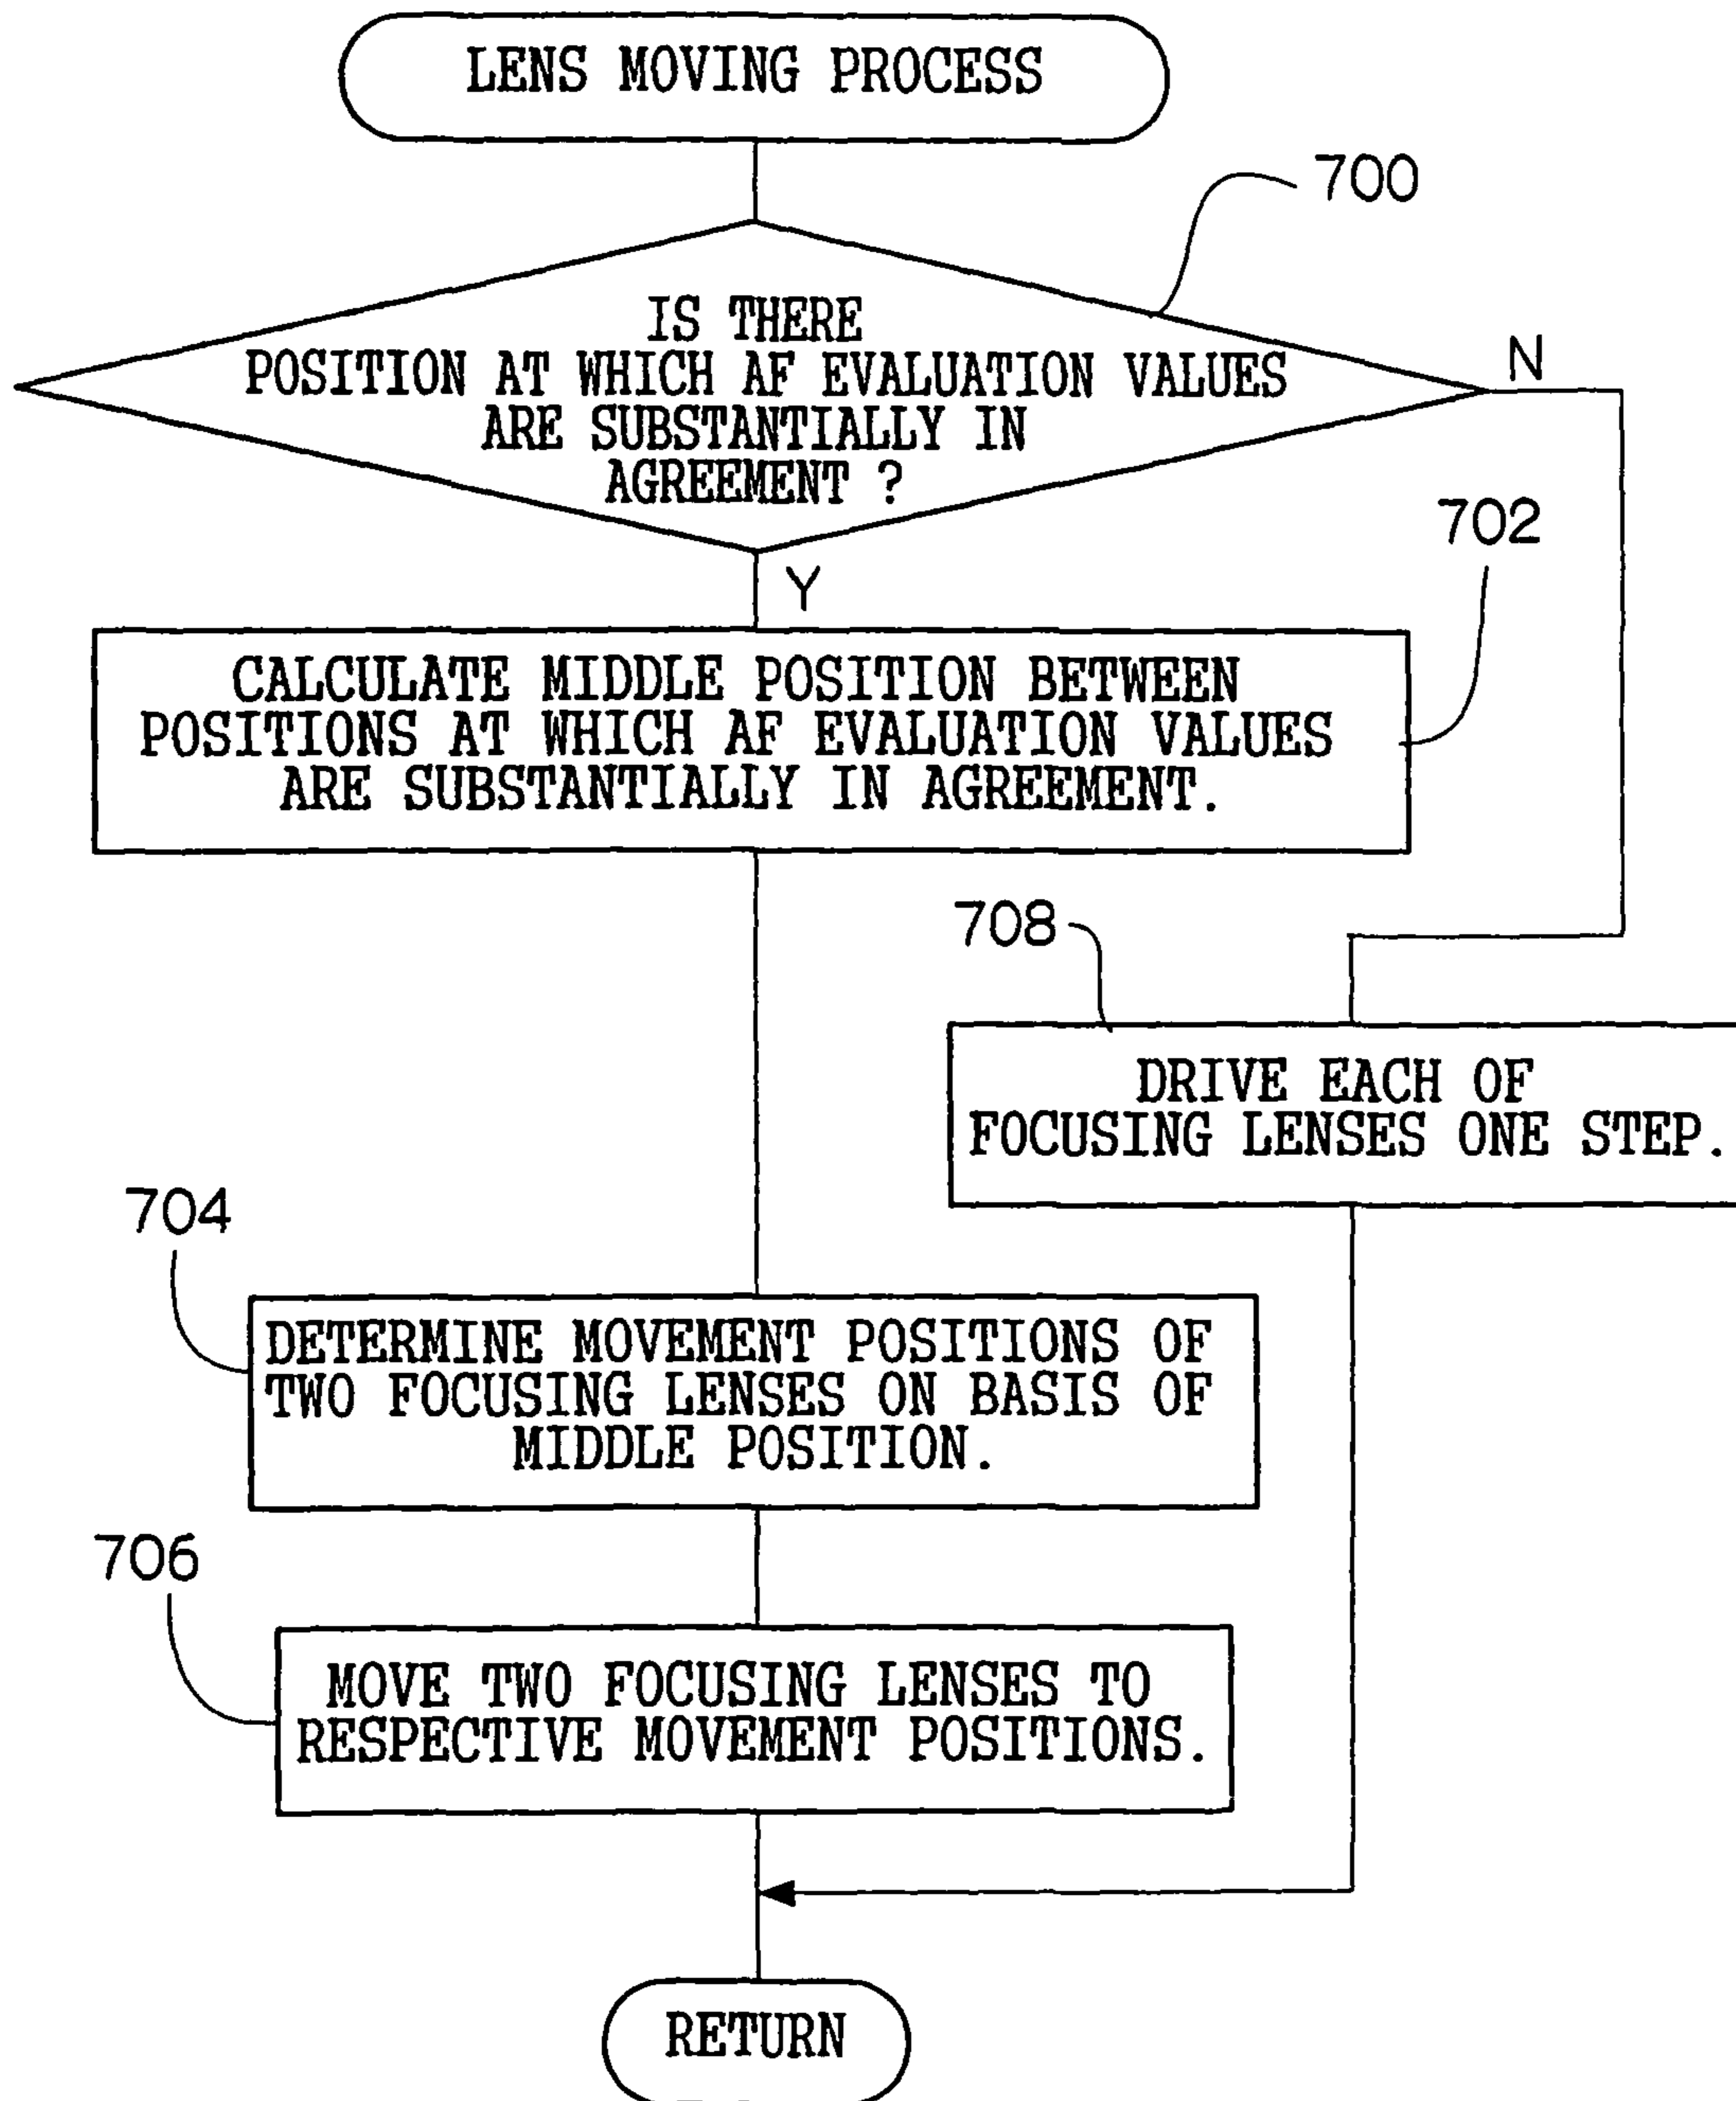 LENS MOVING PROCESS
700
IS THERE
POSITION AT WHICH AF EVALUATION VALUES
ARE SUBSTANTIALLY IN
AGREEMENT ?
N
Y
702
CALCULATE MIDDLE POSITION BETWEEN
POSITIONS AT WHICH AF EVALUATION VALUES
ARE SUBSTANTIALLY IN AGREEMENT.
708
DRIVE EACH OF
FOCUSING LENSES ONE STEP.
704
DETERMINE MOVEMENT POSITIONS OF
TWO FOCUSING LENSES ON BASIS OF
MIDDLE POSITION.
706
MOVE TWO FOCUSING LENSES TO
RESPECTIVE MOVEMENT POSITIONS.
RETURN